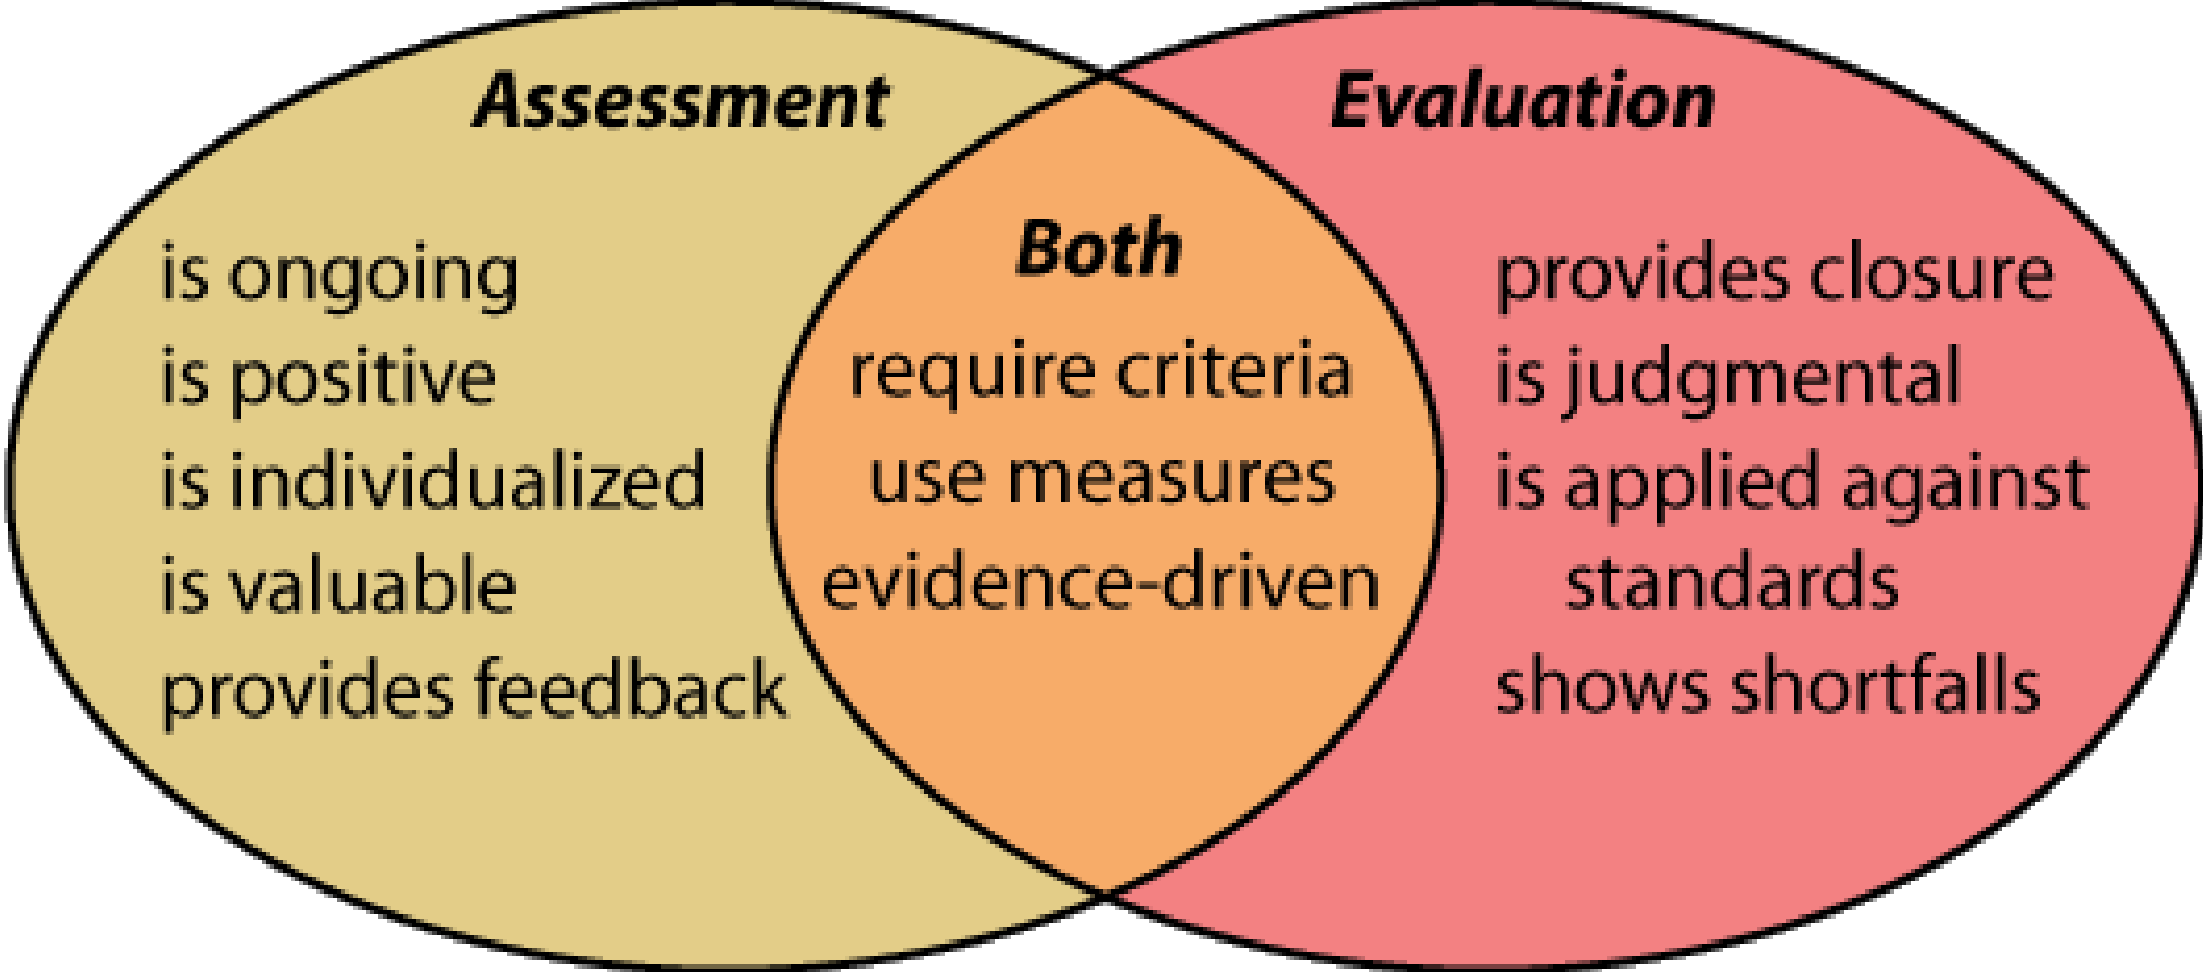 Assessment
is ongoing
is positive
is individualized
is valuable
provides feedback
Both
require criteria
use measures
evidence-driven
Evaluation
provides closure
is judgmental
is applied against
standards
shows shortfalls